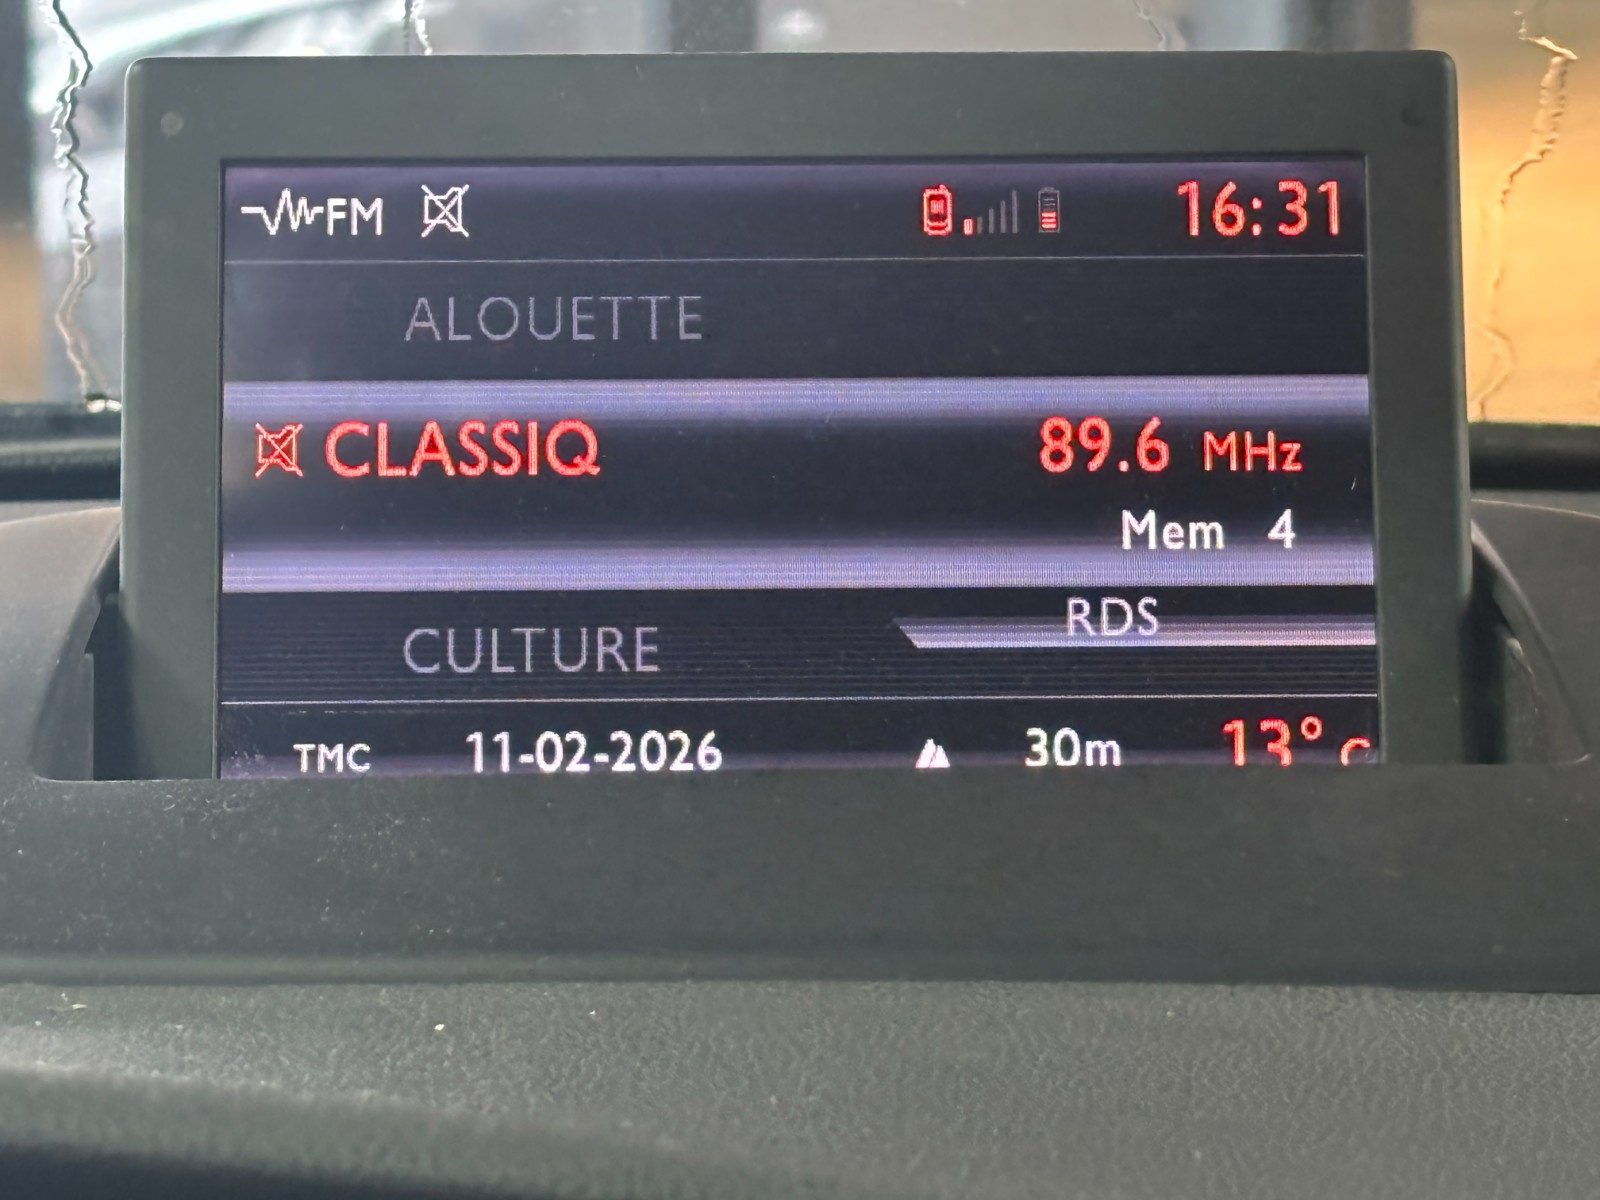 FM 16:31
ALOUETTE
CLASSIQ 89.6 MHz
Mem 4
RDS
CULTURE
TMC 11-02-2026 30m 13° C